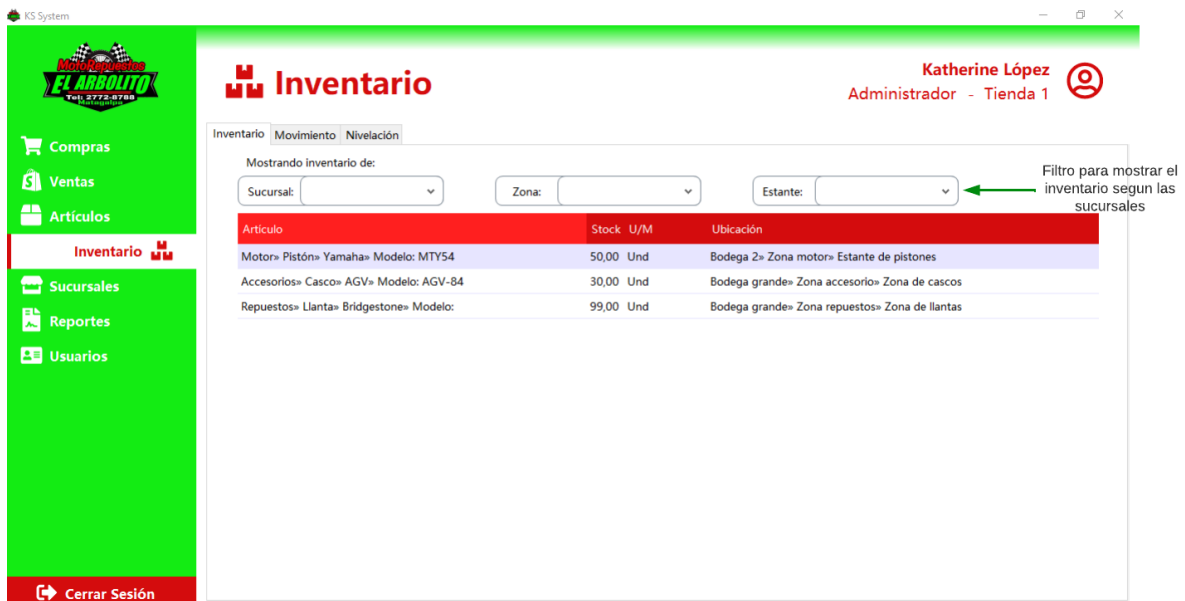 KS System
MotoRepuestos
EL ARBOLITO
Tel: 2772-8788
Matagalpa
Inventario
Katherine López
Administrador - Tienda 1
Compras
Ventas
Artículos
Inventario
Sucursales
Reportes
Usuarios
Cerrar Sesión
Inventario Movimiento Nivelación
Mostrando inventario de:
Sucursal: Zona: Estante:
Filtro para mostrar el
inventario segun las
sucursales
Artículo Stock U/M Ubicación
Motor» Pistón» Yamaha» Modelo: MTY54 50,00 Und Bodega 2» Zona motor» Estante de pistones
Accesorios» Casco» AGV» Modelo: AGV-84 30,00 Und Bodega grande» Zona accesorio» Zona de cascos
Repuestos» Llanta» Bridgestone» Modelo: 99,00 Und Bodega grande» Zona repuestos» Zona de llantas